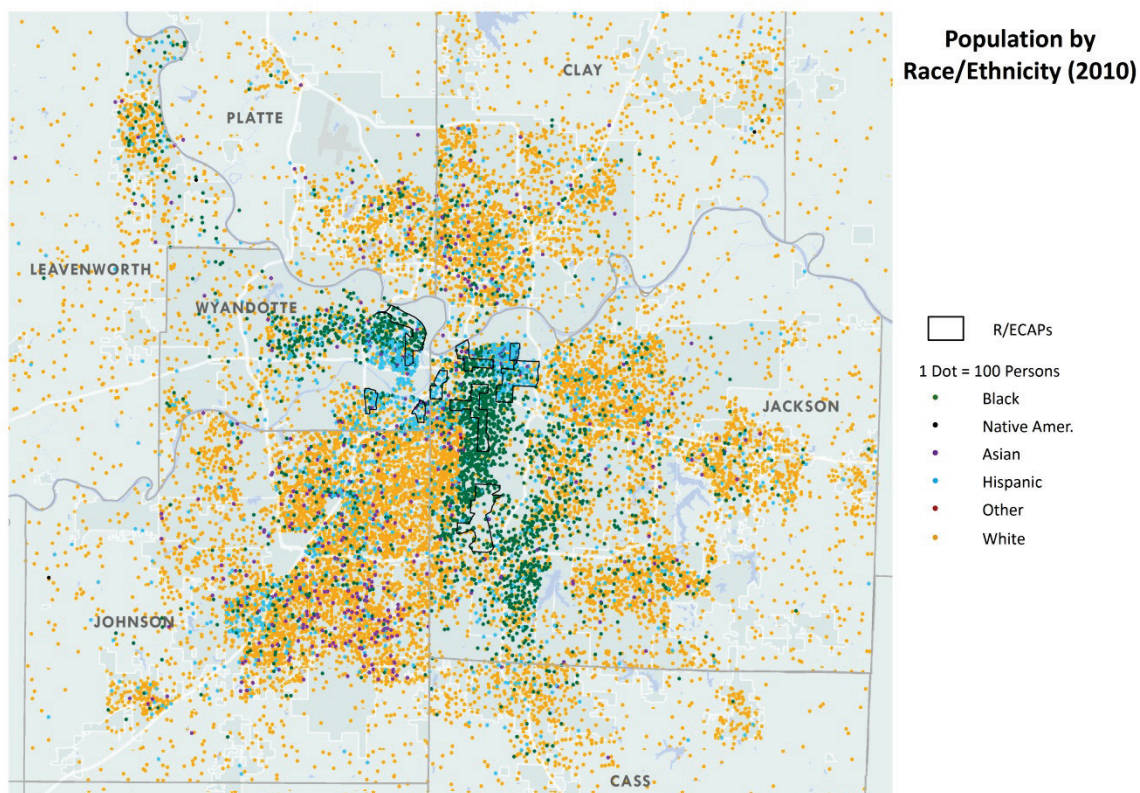 Population by
Race/Ethnicity (2010)
CLAY
PLATTE
LEAVENWORTH
WYANDOTTE
JACKSON
JOHNSON
CASS
R/ECAPs
1 Dot = 100 Persons
Black
Native Amer.
Asian
Hispanic
Other
White